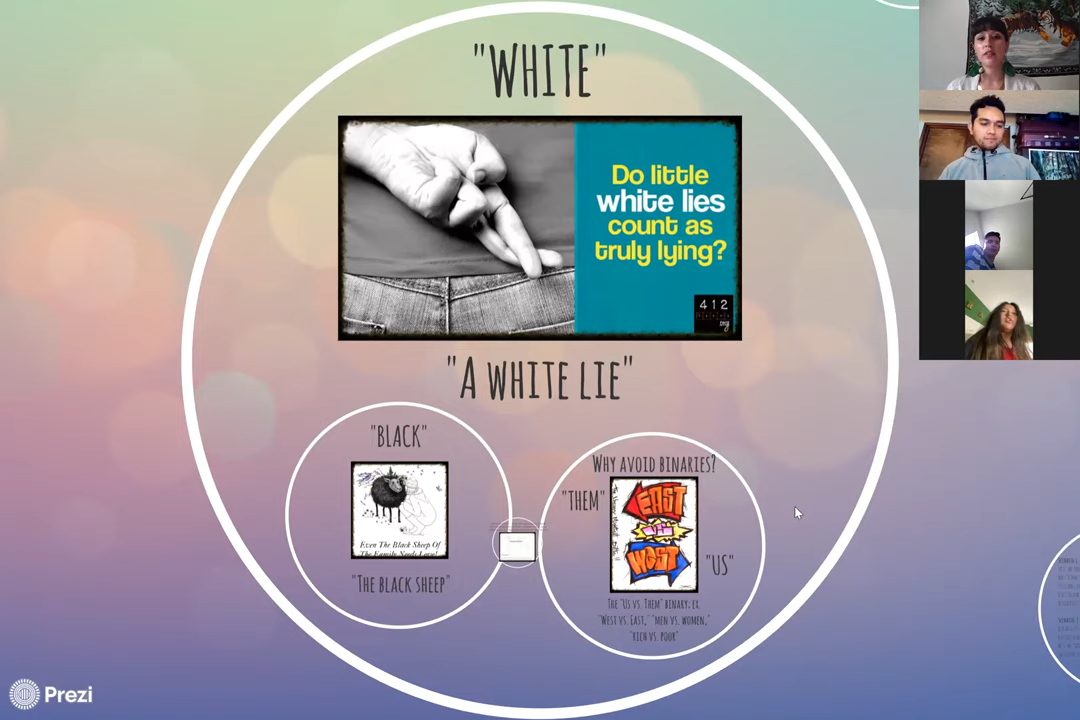 "WHITE"
Do little
white lies
count as
truly lying?
412
"A WHITE LIE"
"BLACK"
Even The Black Sheep Of
The Family Needs Love!
"THE BLACK SHEEP"
WHY AVOID BINARIES?
"THEM"
EAST
VS
WEST
"US"
THE "US VS. THEM" BINARY; EX.
"WEST VS. EAST," "MEN VS. WOMEN,"
"RICH VS. POOR"
Prezi